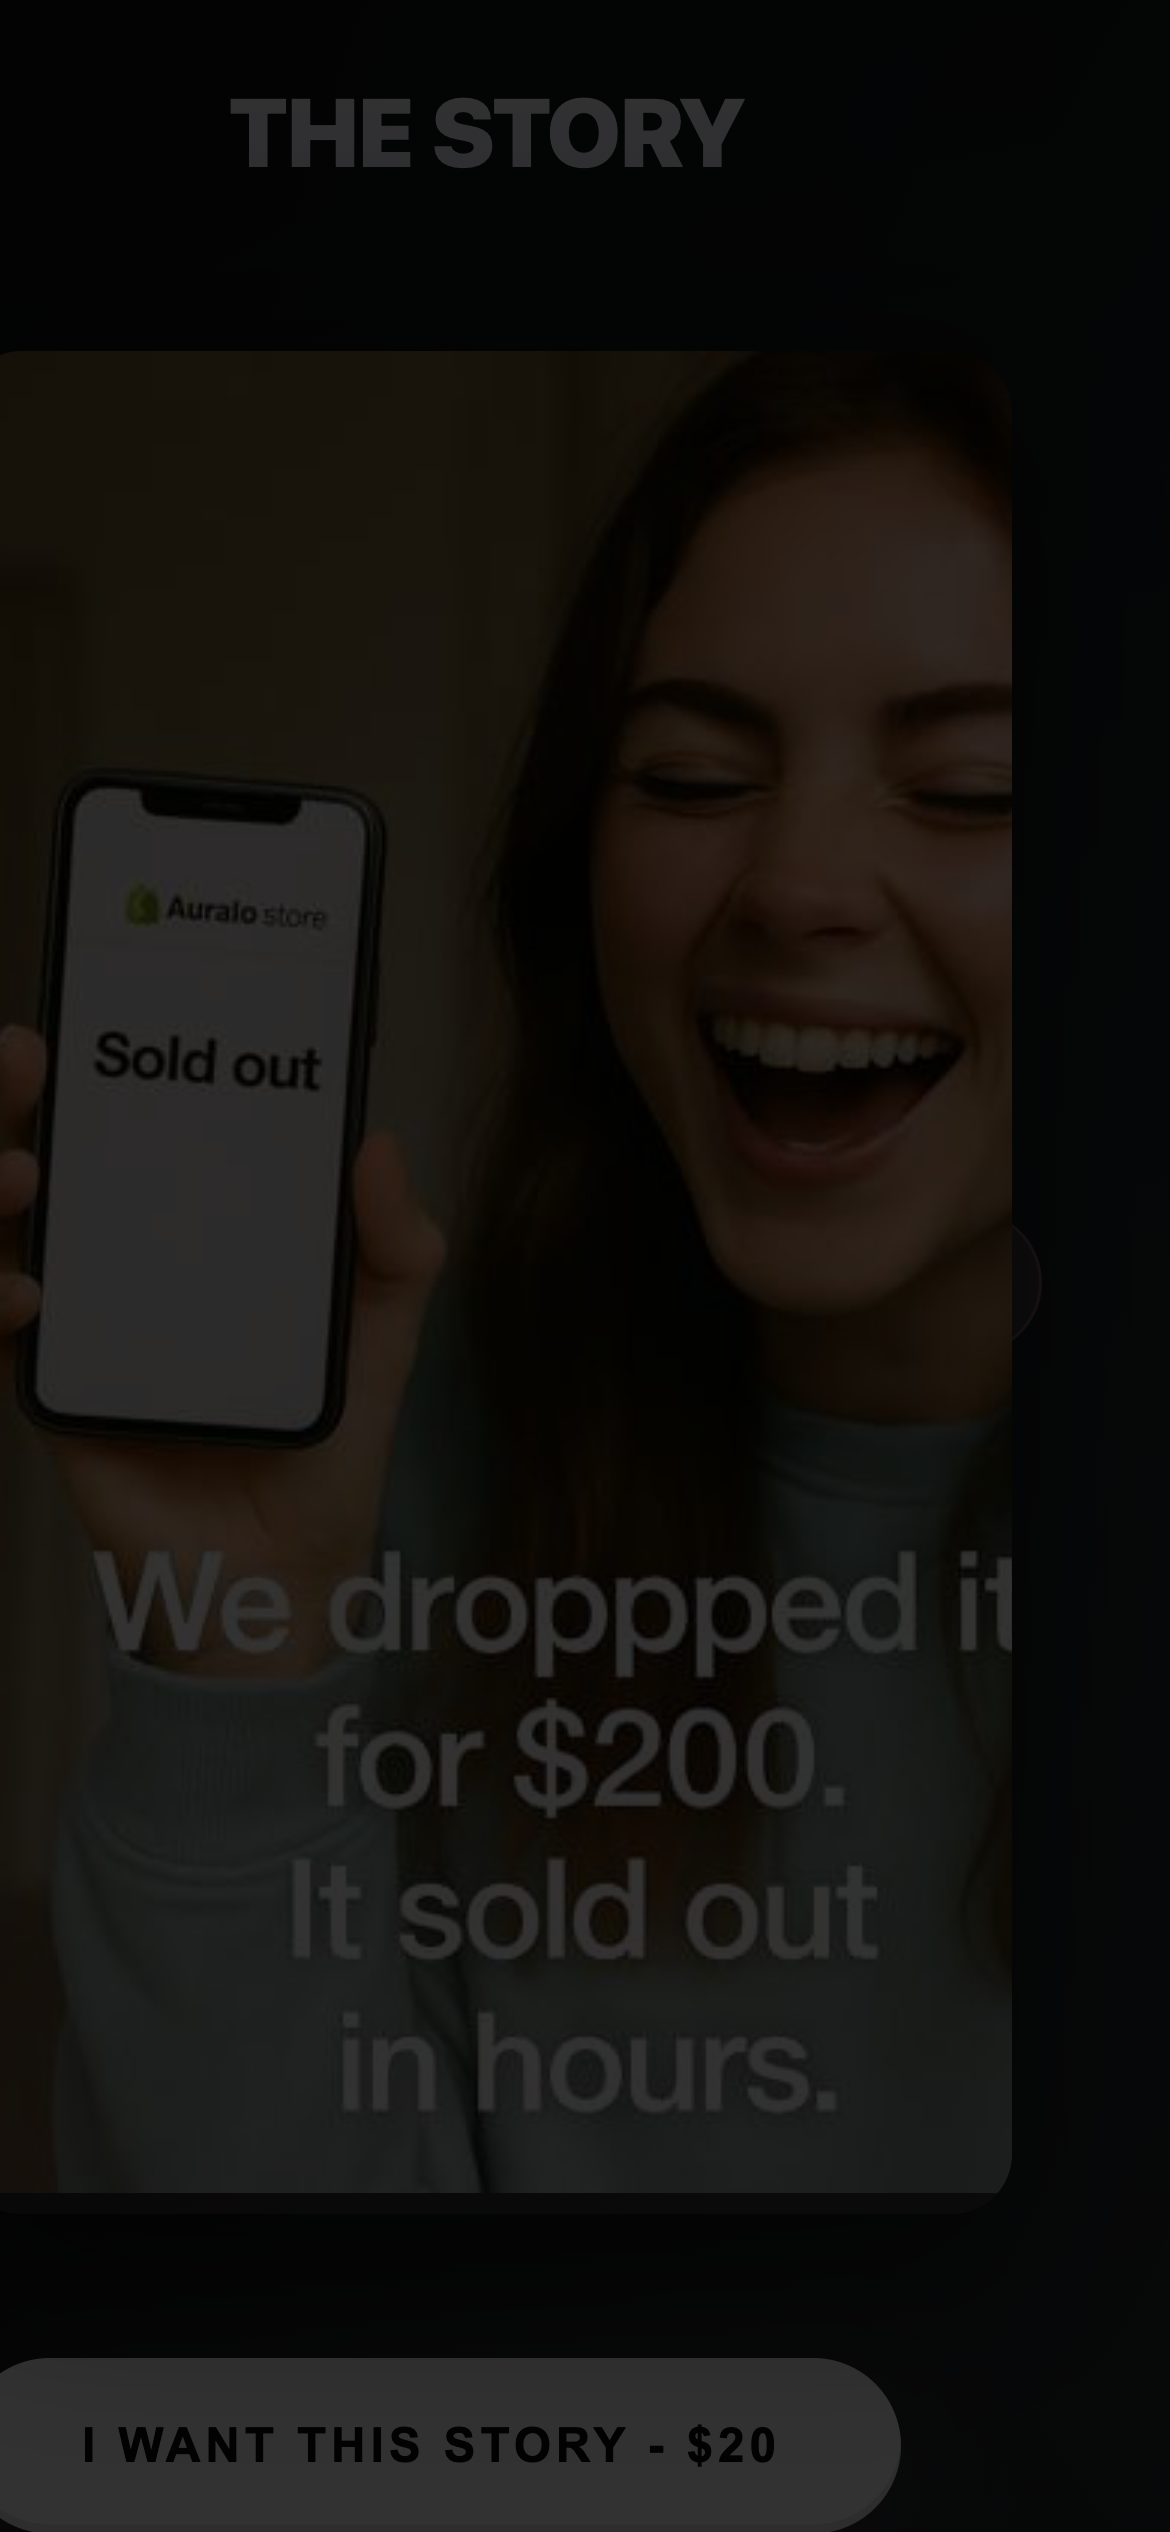 THE STORY
Auralo store
Sold out
We droppped it
for $200.
It sold out
in hours.
I WANT THIS STORY - $20